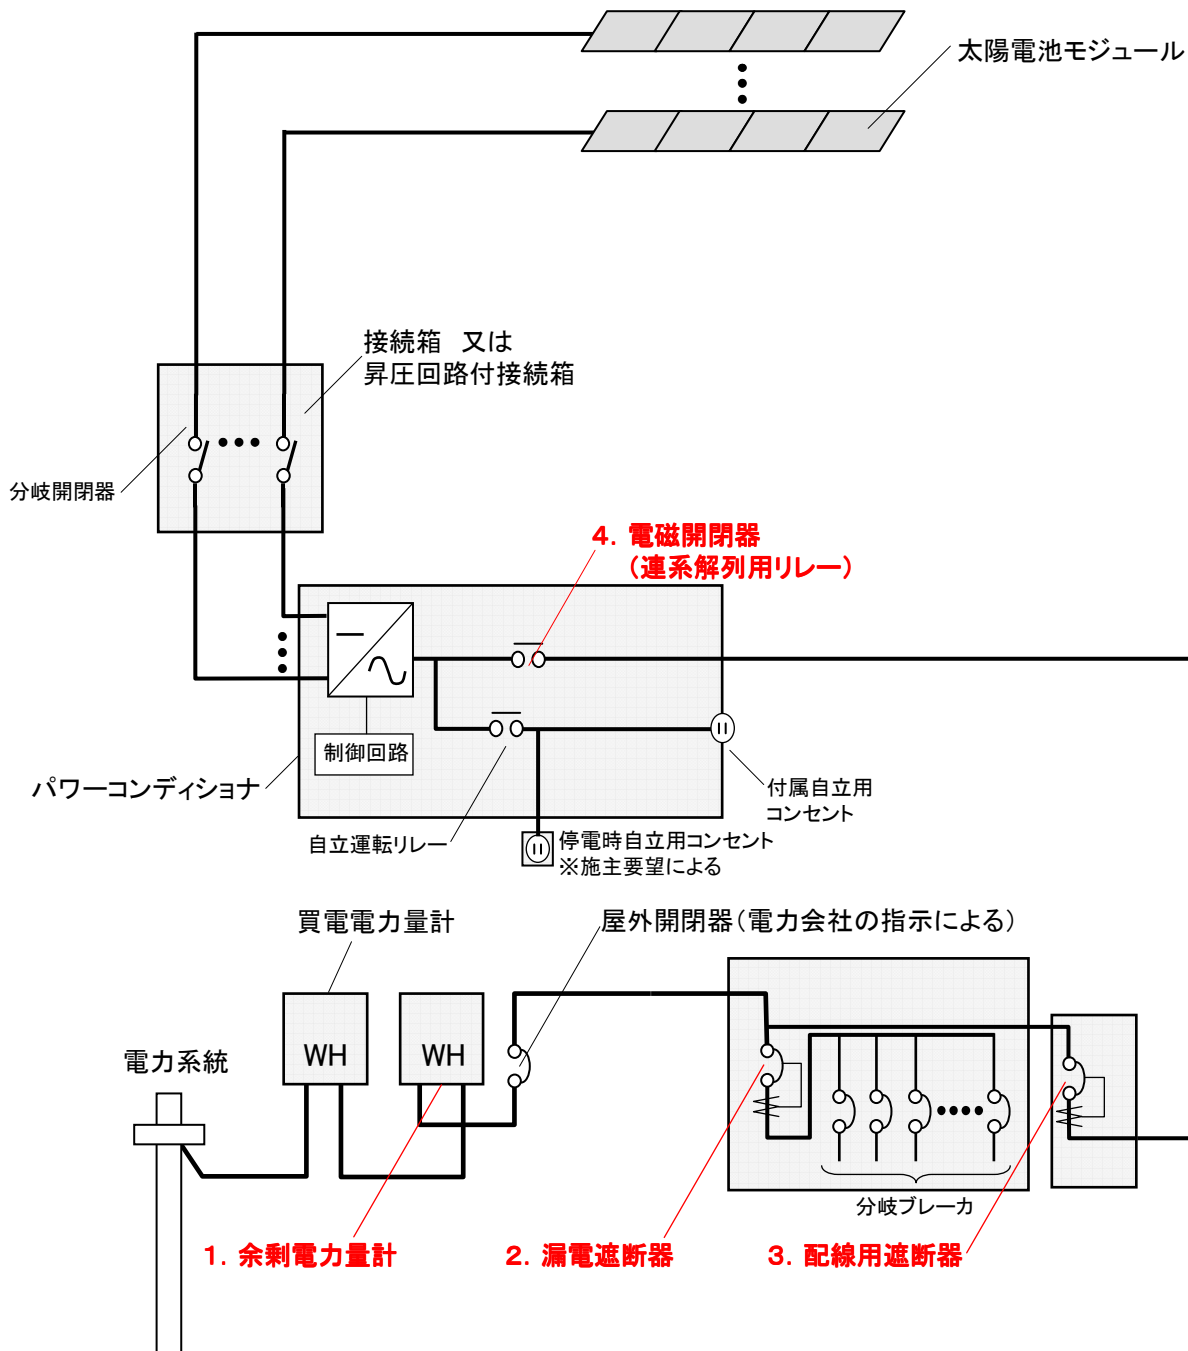 太陽電池モジュール
接続箱　又は
昇圧回路付接続箱
分岐開閉器
4. 電磁開閉器
(連系解列用リレー)
制御回路
パワーコンディショナ
付属自立用
コンセント
自立運転リレー
停電時自立用コンセント
※施主要望による
買電電力量計
屋外開閉器(電力会社の指示による)
WH
WH
電力系統
分岐ブレーカ
1. 余剰電力量計
2. 漏電遮断器
3. 配線用遮断器